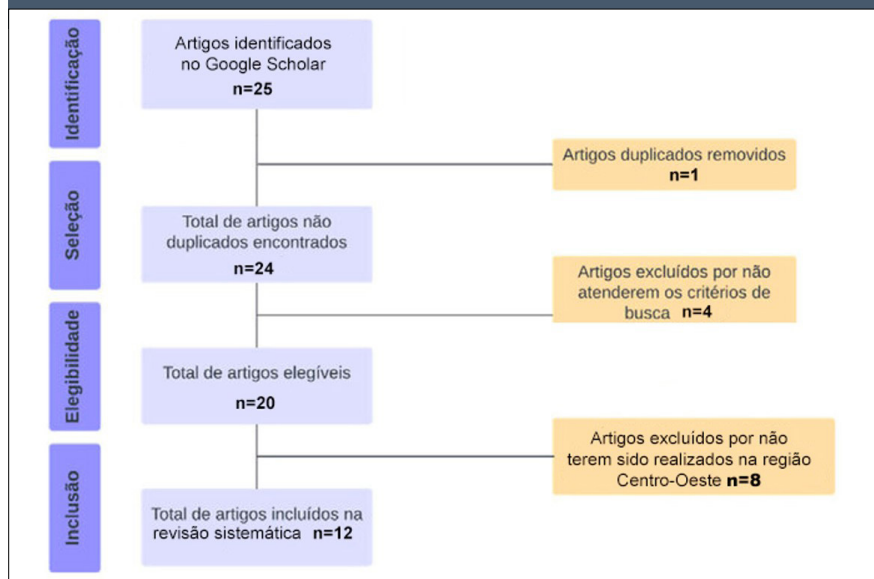 Identificação
Artigos identificados
no Google Scholar
n=25
Artigos duplicados removidos
n=1
Seleção
Total de artigos não
duplicados encontrados
n=24
Artigos excluídos por não
atenderem os critérios de
busca n=4
Elegibilidade
Total de artigos elegíveis
n=20
Artigos excluídos por não
terem sido realizados na região
Centro-Oeste n=8
Inclusão
Total de artigos incluídos na
revisão sistemática n=12